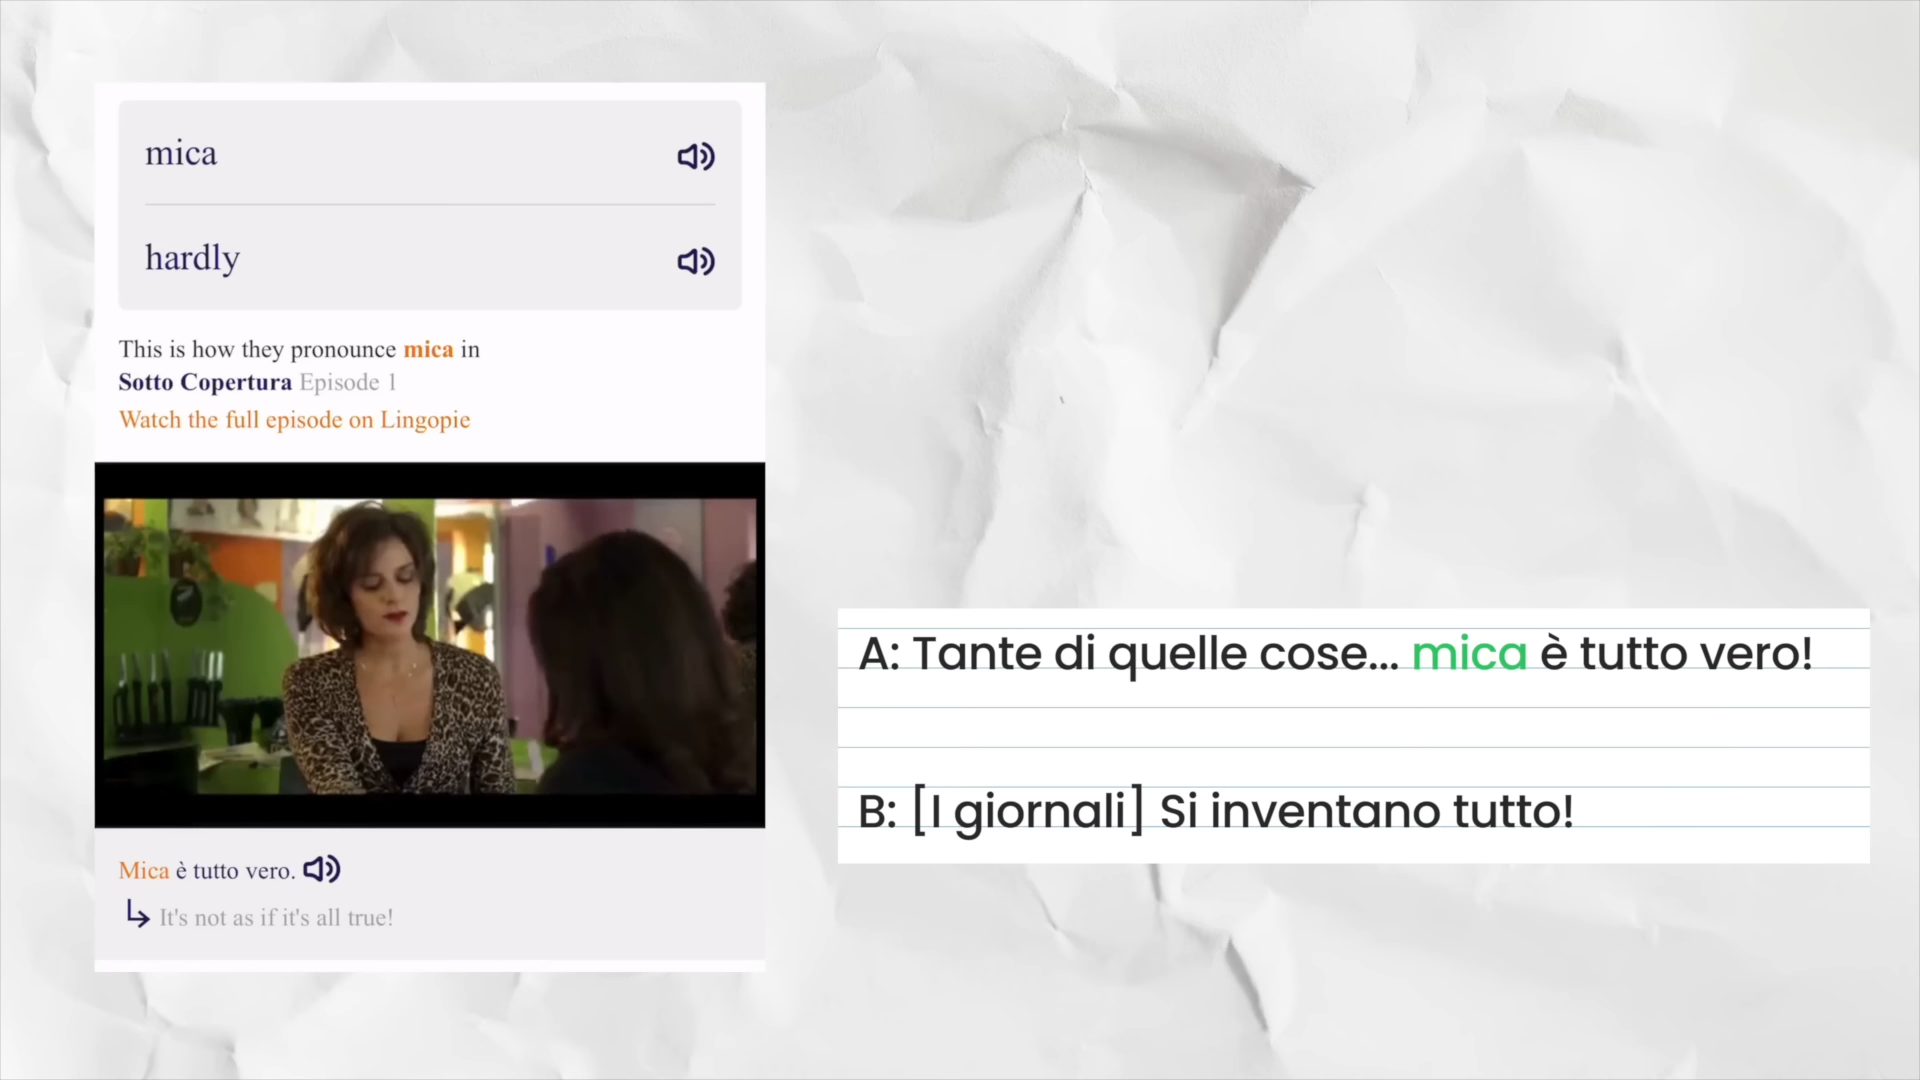 mica
hardly
This is how they pronounce mica in
Sotto Copertura Episode 1
Watch the full episode on Lingopie
Mica è tutto vero.
It's not as if it's all true!
A: Tante di quelle cose... mica è tutto vero!
B: [I giornali] Si inventano tutto!